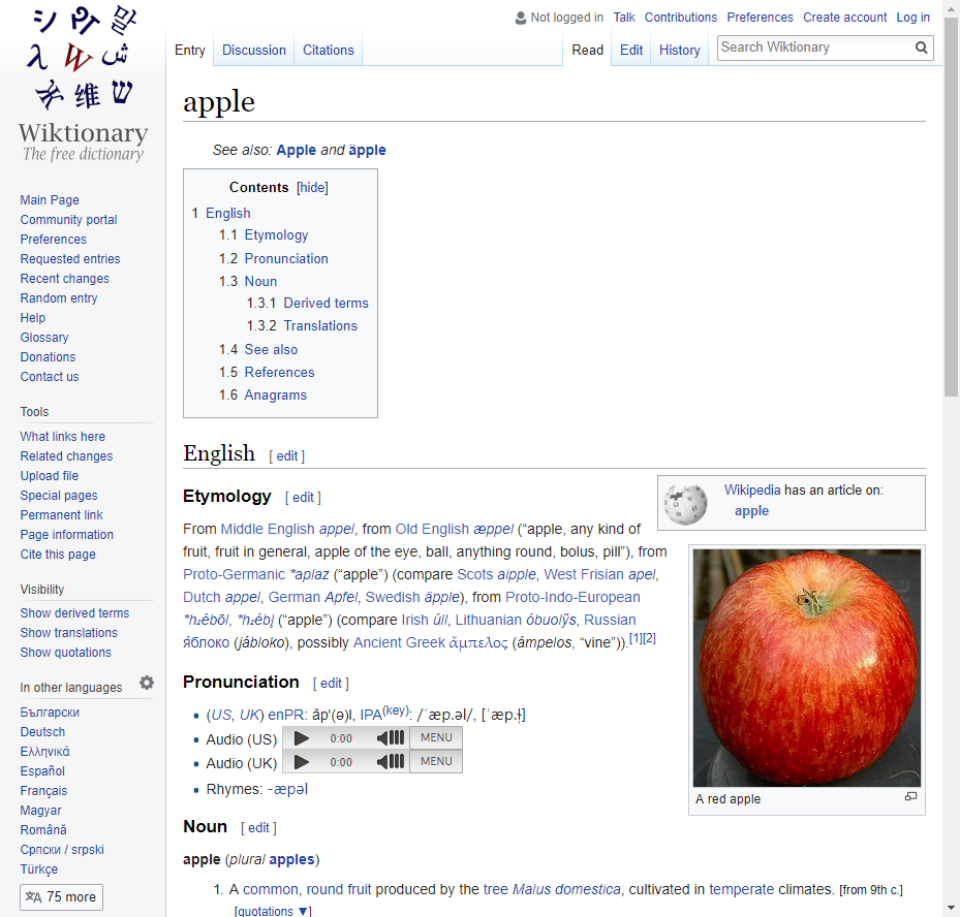 シ
말
λ W ش
维 ש
Wiktionary
The free dictionary
Not logged in Talk Contributions Preferences Create account Log in
Entry Discussion Citations Read Edit History Search Wiktionary
apple
See also: Apple and äpple
Contents [hide]
1 English
1.1 Etymology
1.2 Pronunciation
1.3 Noun
1.3.1 Derived terms
1.3.2 Translations
1.4 See also
1.5 References
1.6 Anagrams
Main Page
Community portal
Preferences
Requested entries
Recent changes
Random entry
Help
Glossary
Donations
Contact us
Tools
What links here
Related changes
Upload file
Special pages
Permanent link
Page information
Cite this page
Visibility
Show derived terms
Show translations
Show quotations
In other languages
Български
Deutsch
Ελληνικά
Español
Français
Magyar
Română
Српски / srpski
Türkçe
75 more
English [ edit ]
Wikipedia has an article on:
apple
Etymology [ edit ]
From Middle English appel, from Old English æppel (“apple, any kind of
fruit, fruit in general, apple of the eye, ball, anything round, bolus, pill”), from
Proto-Germanic *aplaz (“apple”) (compare Scots aipple, West Frisian apel,
Dutch appel, German Apfel, Swedish äpple), from Proto-Indo-European
*h₂ébōl, *h₂ébl̥ (“apple”) (compare Irish úll, Lithuanian óbuolỹs, Russian
я́блоко (jábloko), possibly Ancient Greek ἄμπελος (ámpelos, “vine”)).[1][2]
A red apple
Pronunciation [ edit ]
(US, UK) enPR: ăp'(ə)l, IPA(key): /ˈæp.əl/, [ˈæp.ɫ]
Audio (US) 0:00 MENU
Audio (UK) 0:00 MENU
Rhymes: -æpəl
Noun [ edit ]
apple (plural apples)
1. A common, round fruit produced by the tree Malus domestica, cultivated in temperate climates. [from 9th c.]
[quotations ▼]